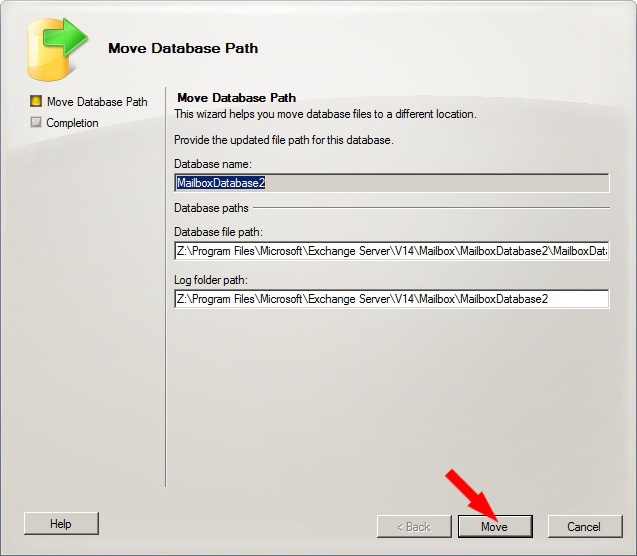 Move Database Path
Move Database Path
Completion
Move Database Path
This wizard helps you move database files to a different location.
Provide the updated file path for this database.
Database name:
MailboxDatabase2
Database paths
Database file path:
Z:\Program Files\Microsoft\Exchange Server\V14\Mailbox\MailboxDatabase2\MailboxData
Log folder path:
Z:\Program Files\Microsoft\Exchange Server\V14\Mailbox\MailboxDatabase2
Help
< Back
Move
Cancel